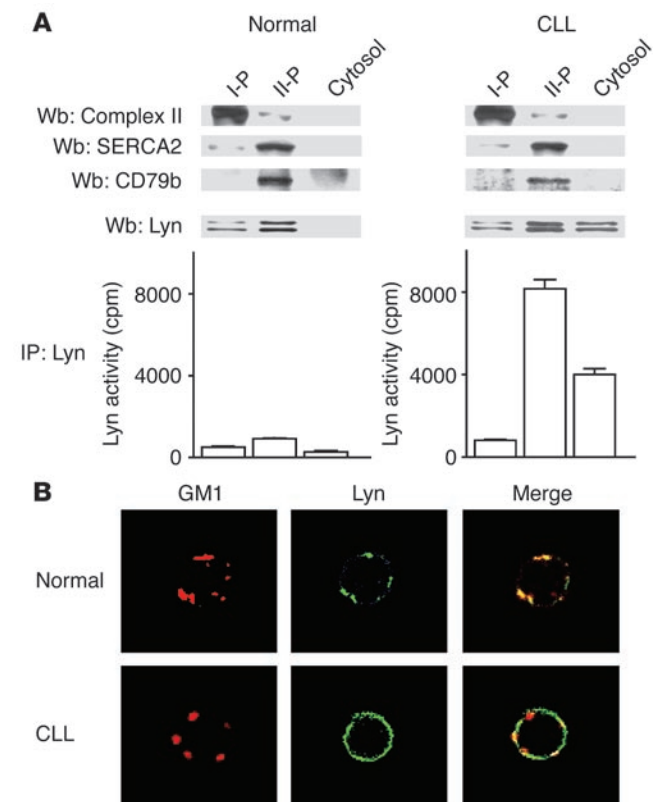 A
Normal
CLL
I-P II-P Cytosol
I-P II-P Cytosol
Wb: Complex II
Wb: SERCA2
Wb: CD79b
Wb: Lyn
IP: Lyn
Lyn activity (cpm)
8000
4000
0
Lyn activity (cpm)
8000
4000
0
B
GM1 Lyn Merge
Normal
CLL